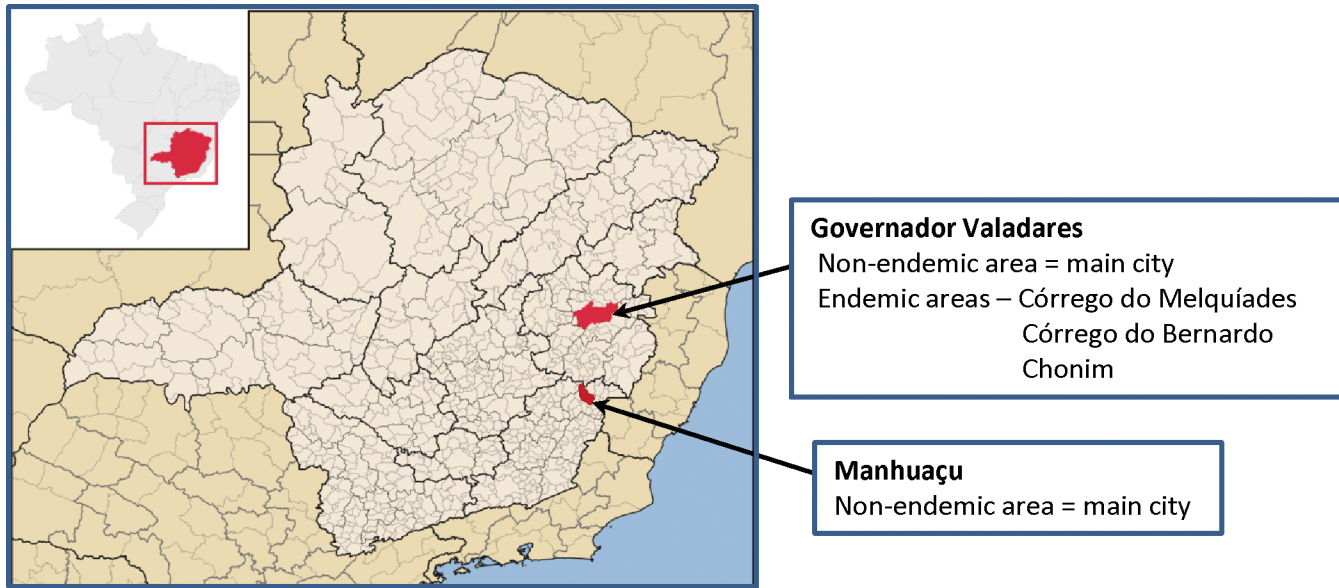 Governador Valadares
Non-endemic area = main city
Endemic areas – Córrego do Melquíades
Córrego do Bernardo
Chonim
Manhuaçu
Non-endemic area = main city